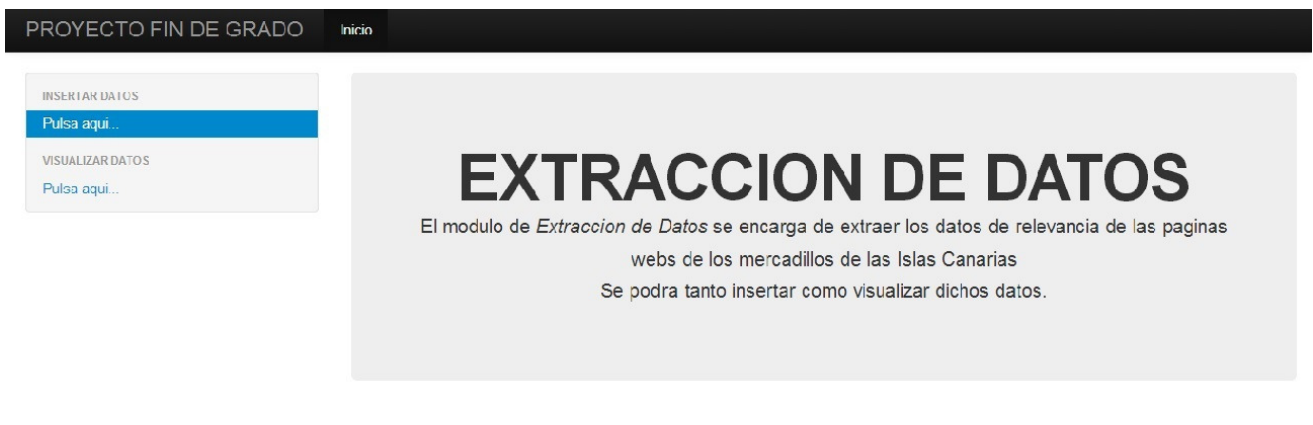 PROYECTO FIN DE GRADO Inicio
INSERTAR DATOS
Pulsa aqui...
VISUALIZAR DATOS
Pulsa aqui...
EXTRACCION DE DATOS
El modulo de Extraccion de Datos se encarga de extraer los datos de relevancia de las paginas
webs de los mercadillos de las Islas Canarias
Se podra tanto insertar como visualizar dichos datos.